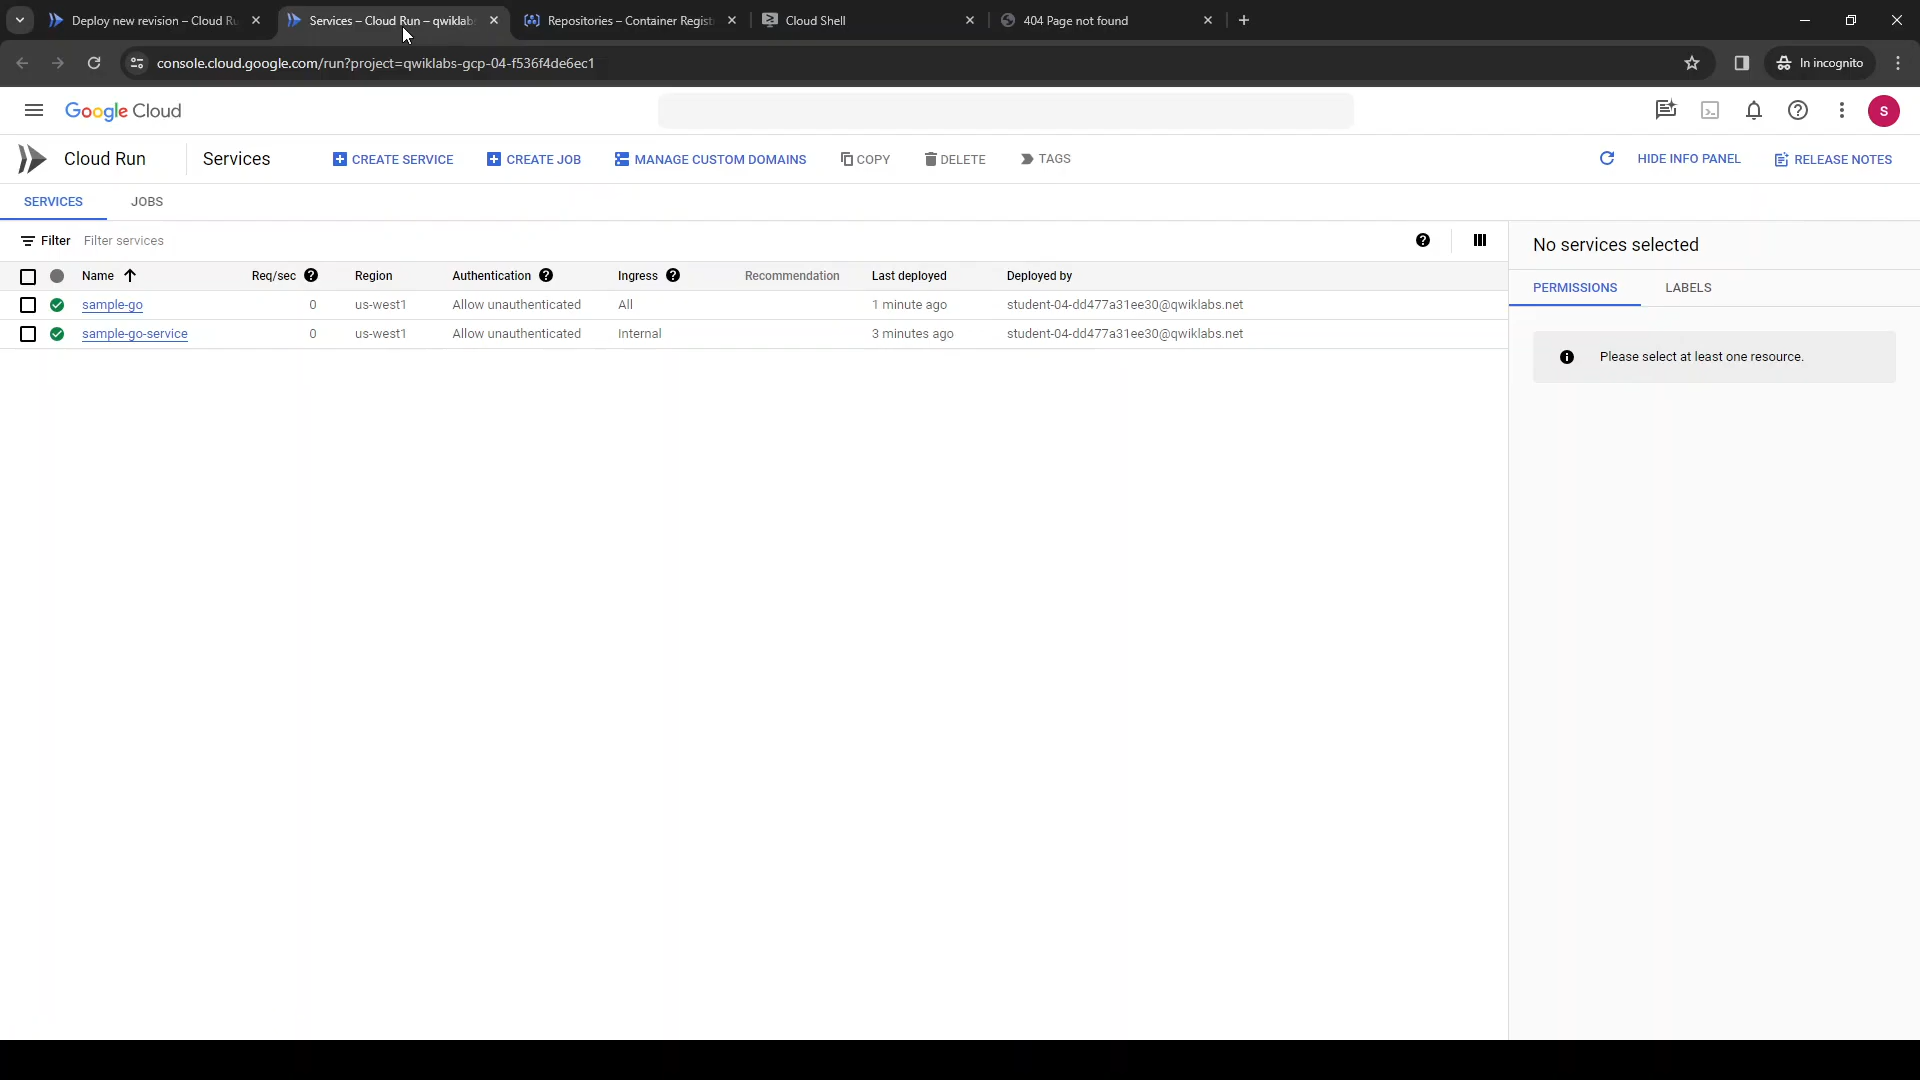 Deploy new revision – Cloud Ru
Services – Cloud Run – qwiklab
Repositories – Container Regist
Cloud Shell
404 Page not found
console.cloud.google.com/run?project=qwiklabs-gcp-04-f536f4de6ec1
In incognito
Google Cloud
S
Cloud Run
Services
CREATE SERVICE
CREATE JOB
MANAGE CUSTOM DOMAINS
COPY
DELETE
TAGS
HIDE INFO PANEL
RELEASE NOTES
SERVICES
JOBS
Filter
Filter services
Name Req/sec Region Authentication Ingress Recommendation Last deployed Deployed by
sample-go 0 us-west1 Allow unauthenticated All 1 minute ago student-04-dd477a31ee30@qwiklabs.net
sample-go-service 0 us-west1 Allow unauthenticated Internal 3 minutes ago student-04-dd477a31ee30@qwiklabs.net
No services selected
PERMISSIONS
LABELS
Please select at least one resource.